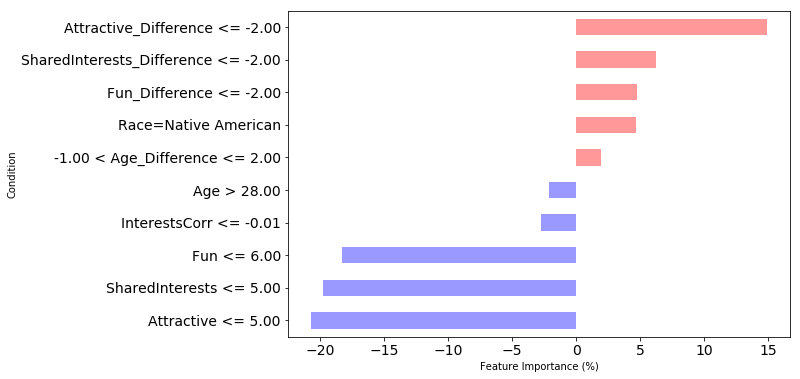 Attractive_Difference <= -2.00
SharedInterests_Difference <= -2.00
Fun_Difference <= -2.00
Race=Native American
-1.00 < Age_Difference <= 2.00
Age > 28.00
InterestsCorr <= -0.01
Fun <= 6.00
SharedInterests <= 5.00
Attractive <= 5.00
Condition
−20 −15 −10 −5 0 5 10 15
Feature Importance (%)